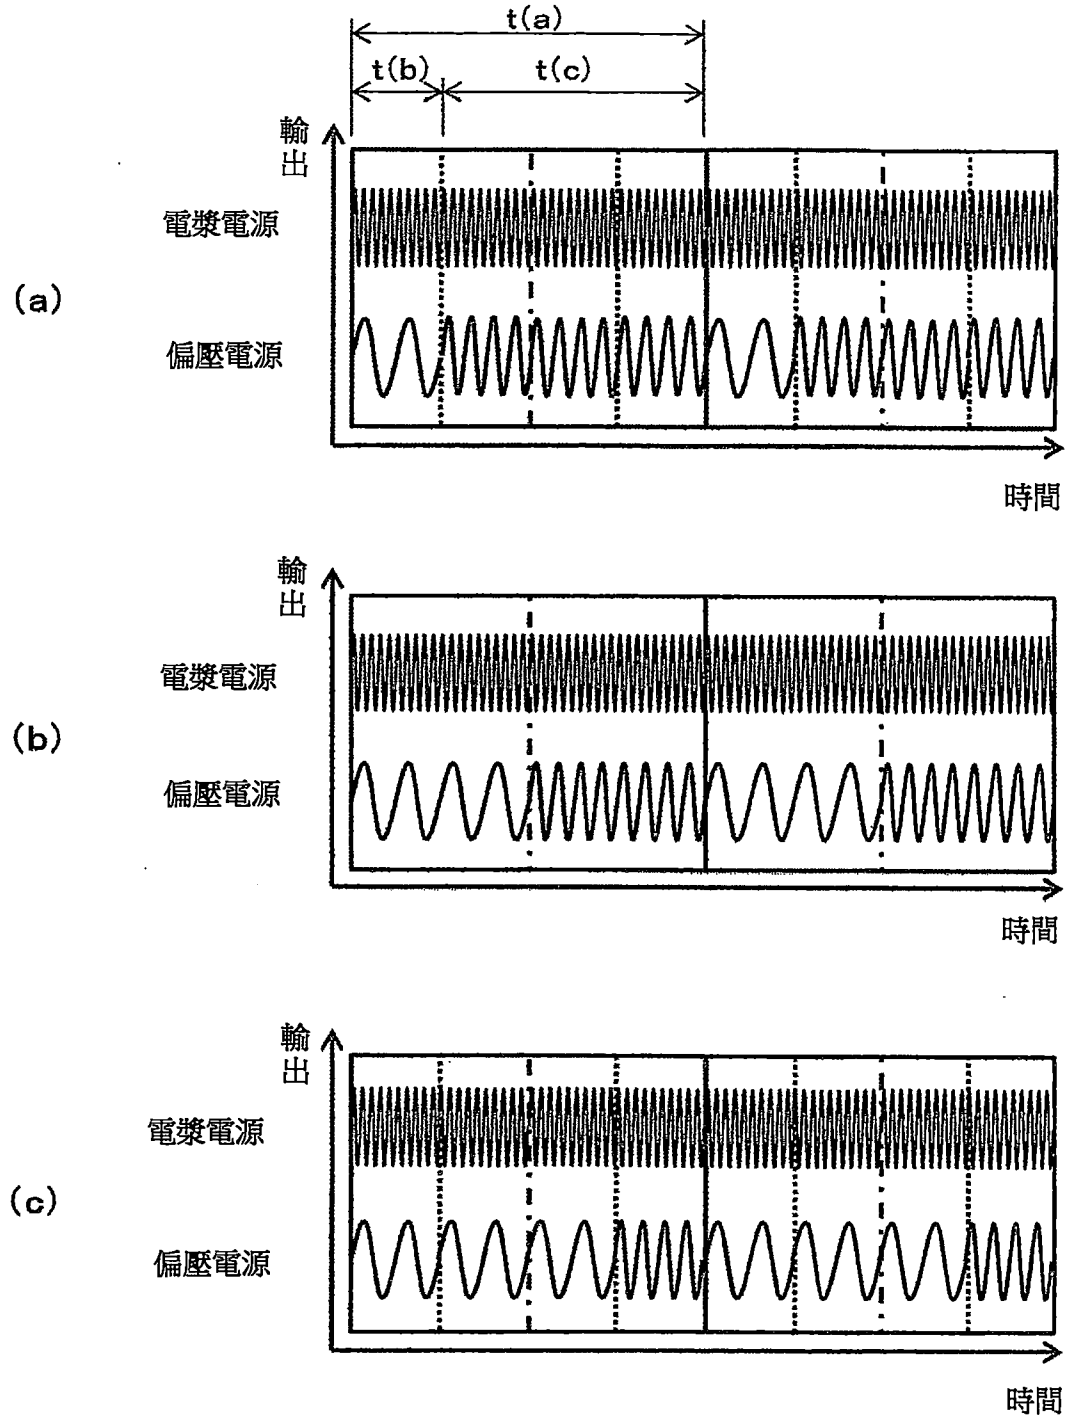 t(a)
t(b)
t(c)
輸出
電漿電源
(a)
偏壓電源
時間
輸出
電漿電源
(b)
偏壓電源
時間
輸出
電漿電源
(c)
偏壓電源
時間